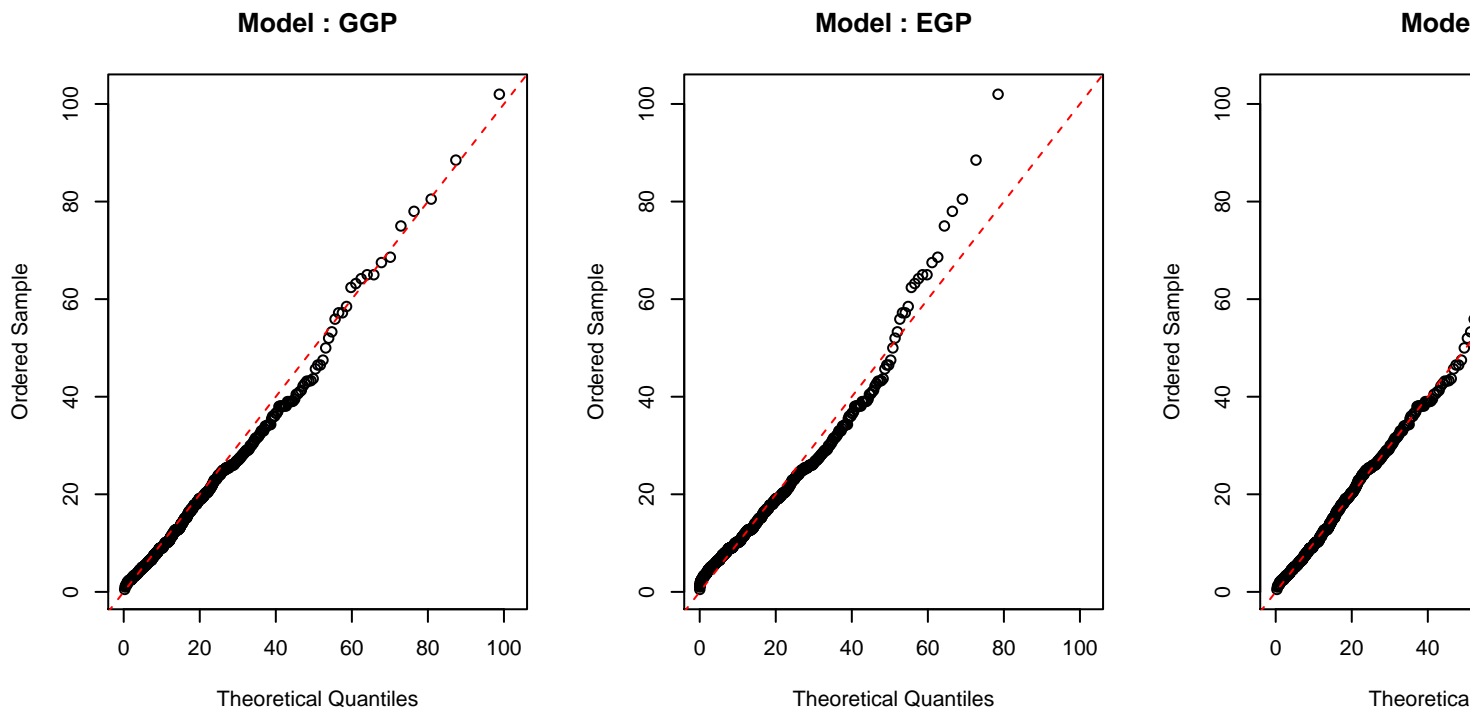 Model : GGP
Ordered Sample
100
80
60
40
20
0
0 20 40 60 80 100
Theoretical Quantiles
Model : EGP
Ordered Sample
100
80
60
40
20
0
0 20 40 60 80 100
Theoretical Quantiles
Mode
Ordered Sample
100
80
60
40
20
0
0 20 40
Theoretica